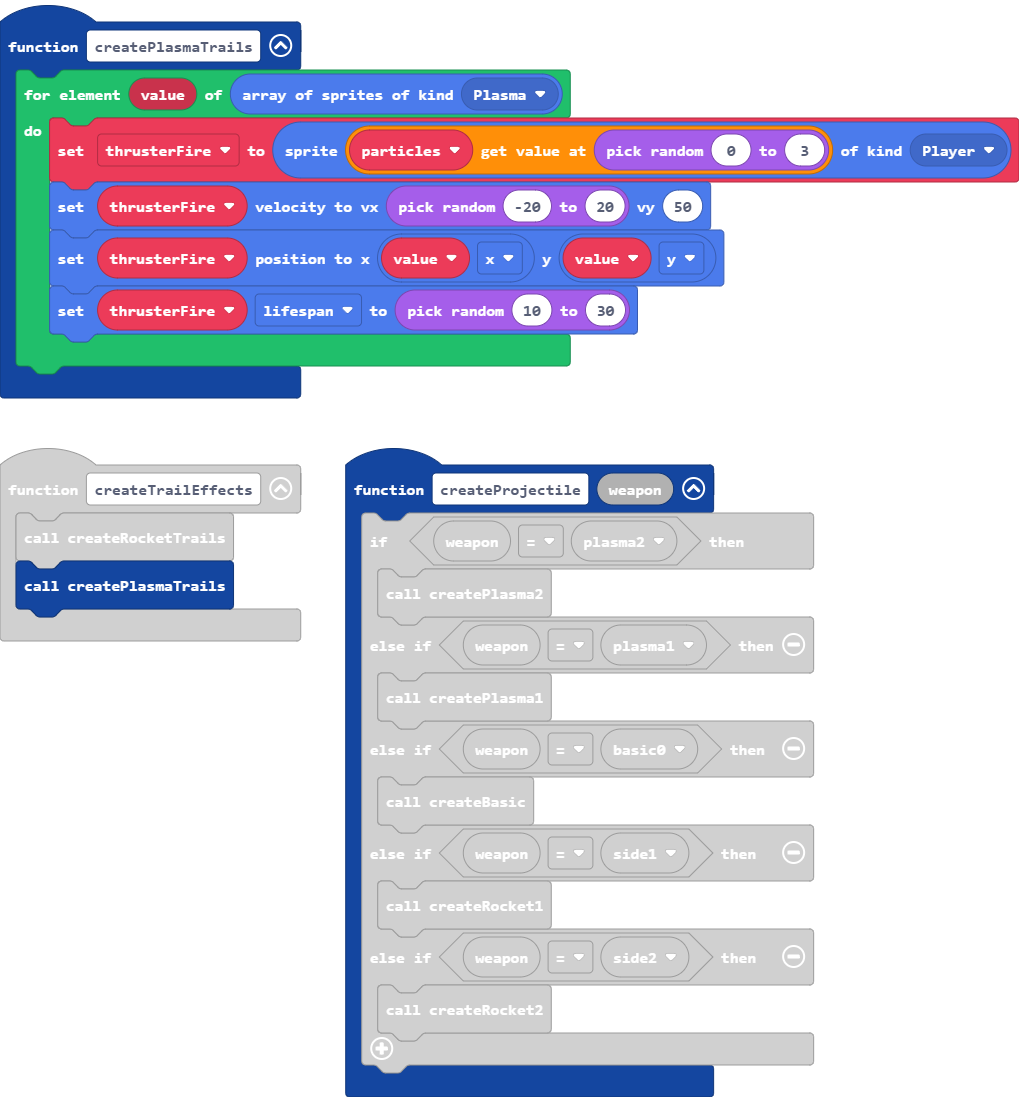 function createPlasmaTrails
for element value of array of sprites of kind Plasma
do
set thrusterFire to sprite particles get value at pick random 0 to 3 of kind Player
set thrusterFire velocity to vx pick random -20 to 20 vy 50
set thrusterFire position to x value x y value y
set thrusterFire lifespan to pick random 10 to 30
function createTrailEffects
call createRocketTrails
call createPlasmaTrails
function createProjectile weapon
if weapon = plasma2 then
call createPlasma2
else if weapon = plasma1 then
call createPlasma1
else if weapon = basic0 then
call createBasic
else if weapon = side1 then
call createRocket1
else if weapon = side2 then
call createRocket2